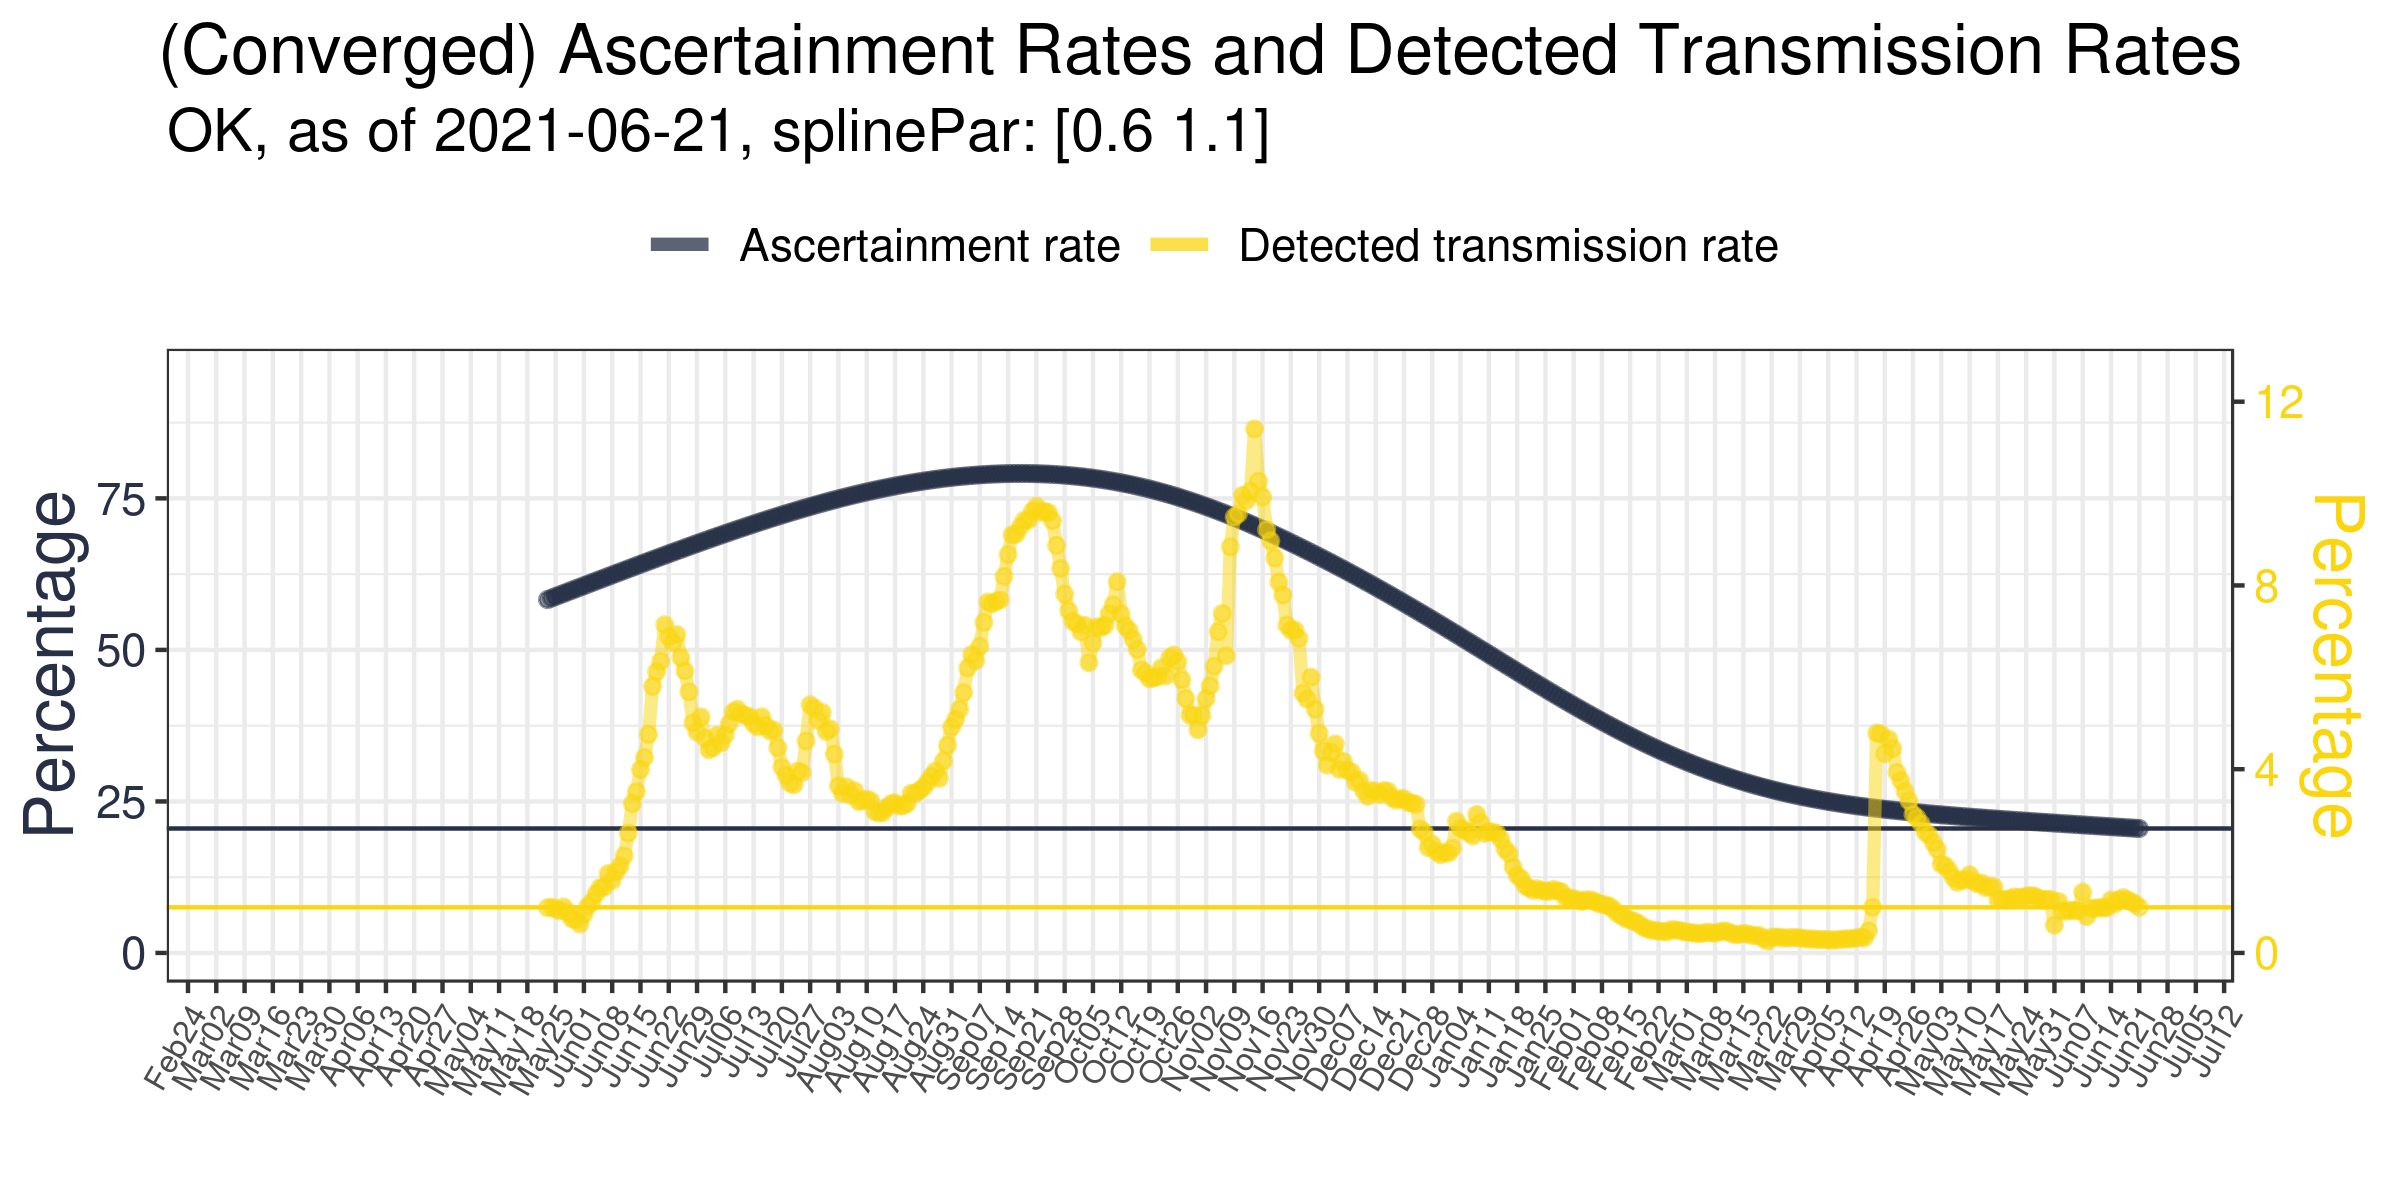 (Converged) Ascertainment Rates and Detected Transmission Rates
OK, as of 2021-06-21, splinePar: [0.6 1.1]
Ascertainment rate
Detected transmission rate
Percentage
75
50
25
0
12
8
4
0
Percentage
Feb24
Mar02
Mar09
Mar16
Mar23
Mar30
Apr06
Apr13
Apr20
Apr27
May04
May11
May18
May25
Jun01
Jun08
Jun15
Jun22
Jun29
Jul06
Jul13
Jul20
Jul27
Aug03
Aug10
Aug17
Aug24
Aug31
Sep07
Sep14
Sep21
Sep28
Oct05
Oct12
Oct19
Oct26
Nov02
Nov09
Nov16
Nov23
Nov30
Dec07
Dec14
Dec21
Dec28
Jan04
Jan11
Jan18
Jan25
Feb01
Feb08
Feb15
Feb22
Mar01
Mar08
Mar15
Mar22
Mar29
Apr05
Apr12
Apr19
Apr26
May03
May10
May17
May24
May31
Jun07
Jun14
Jun21
Jun28
Jul05
Jul12